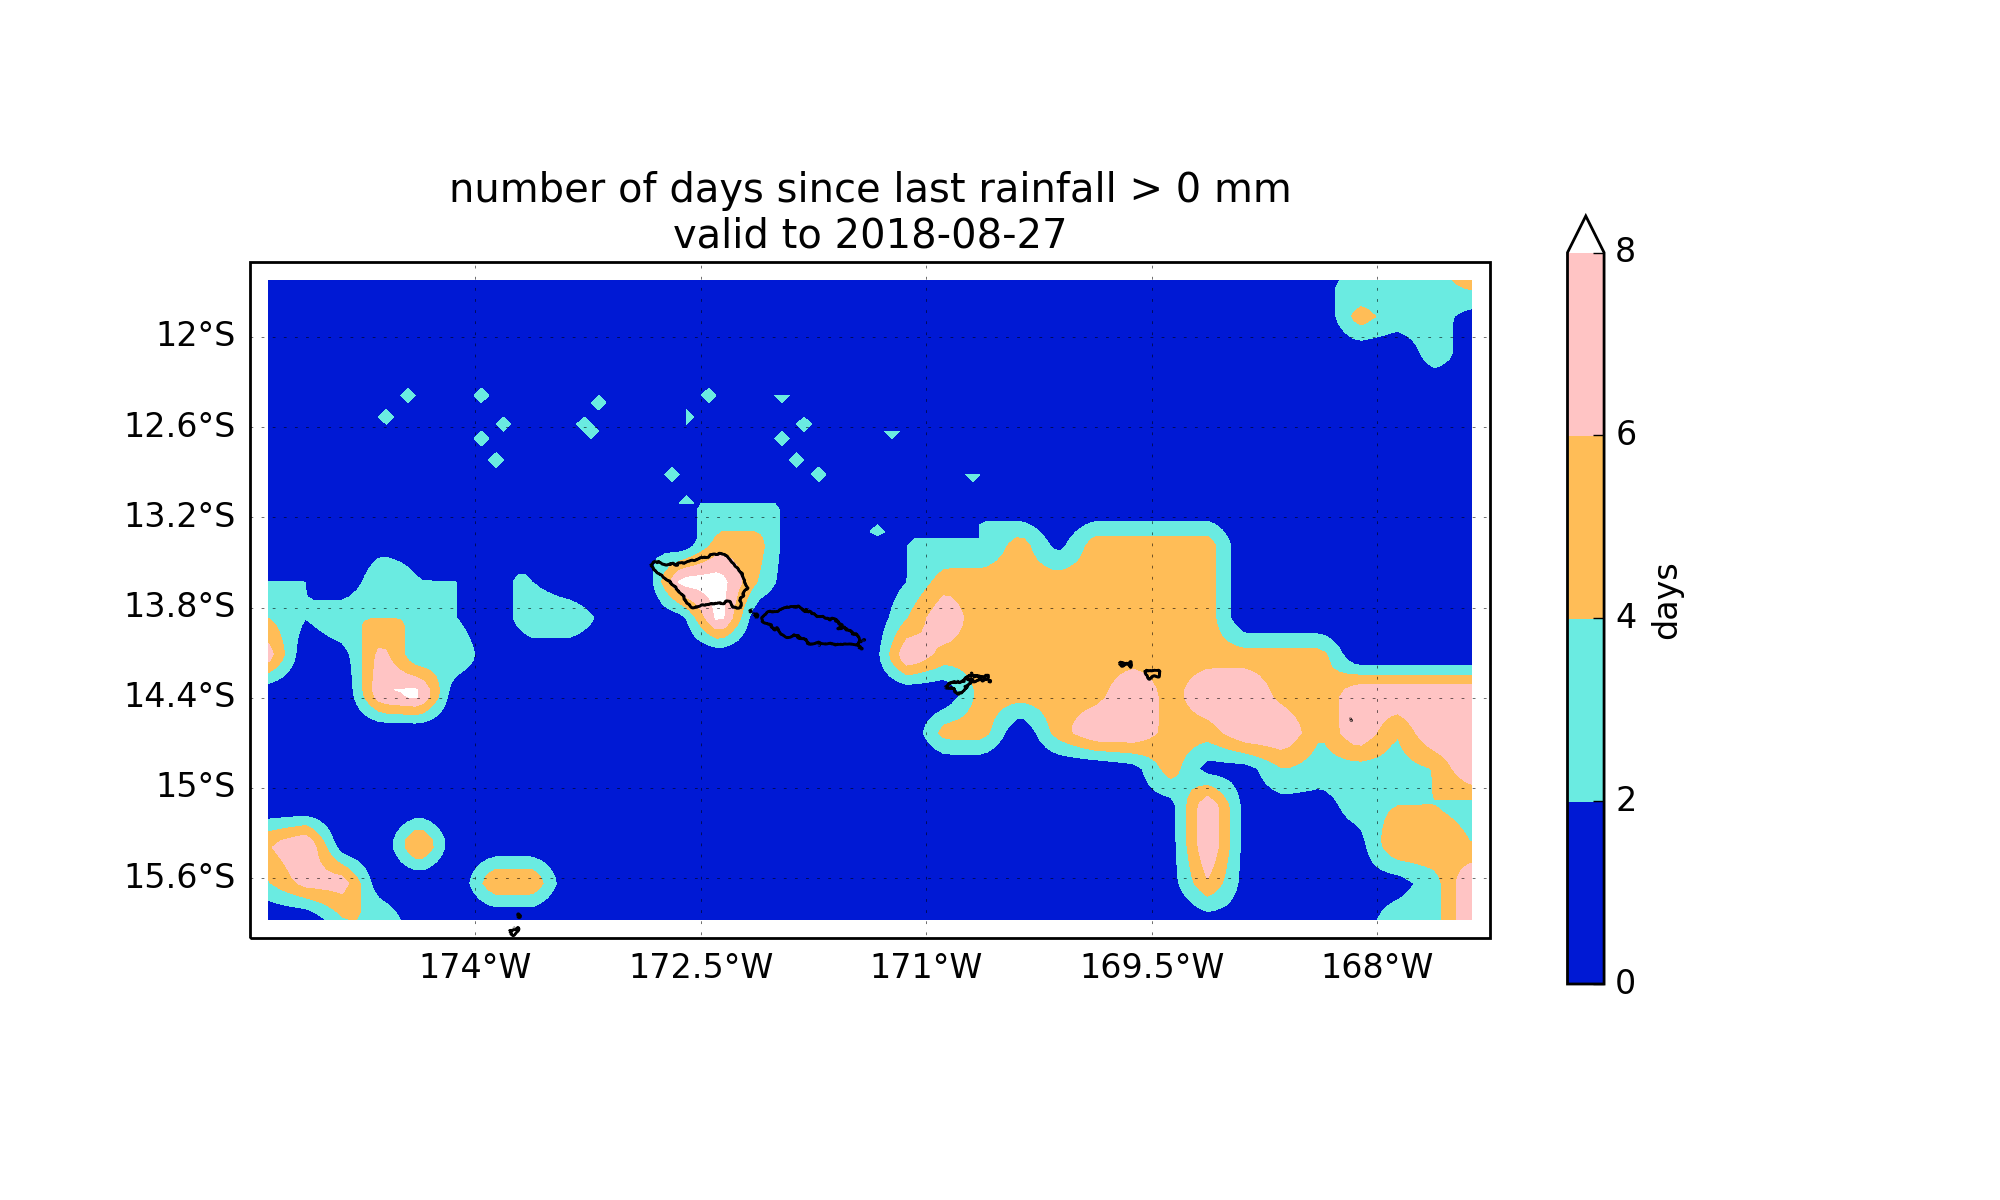 number of days since last rainfall > 0 mm
valid to 2018-08-27
12°S
12.6°S
13.2°S
13.8°S
14.4°S
15°S
15.6°S
174°W
172.5°W
171°W
169.5°W
168°W
8
6
4
2
0
days